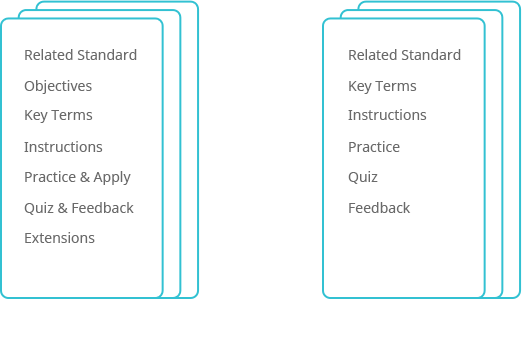 Related Standard
Objectives
Key Terms
Instructions
Practice & Apply
Quiz & Feedback
Extensions
Related Standard
Key Terms
Instructions
Practice
Quiz
Feedback